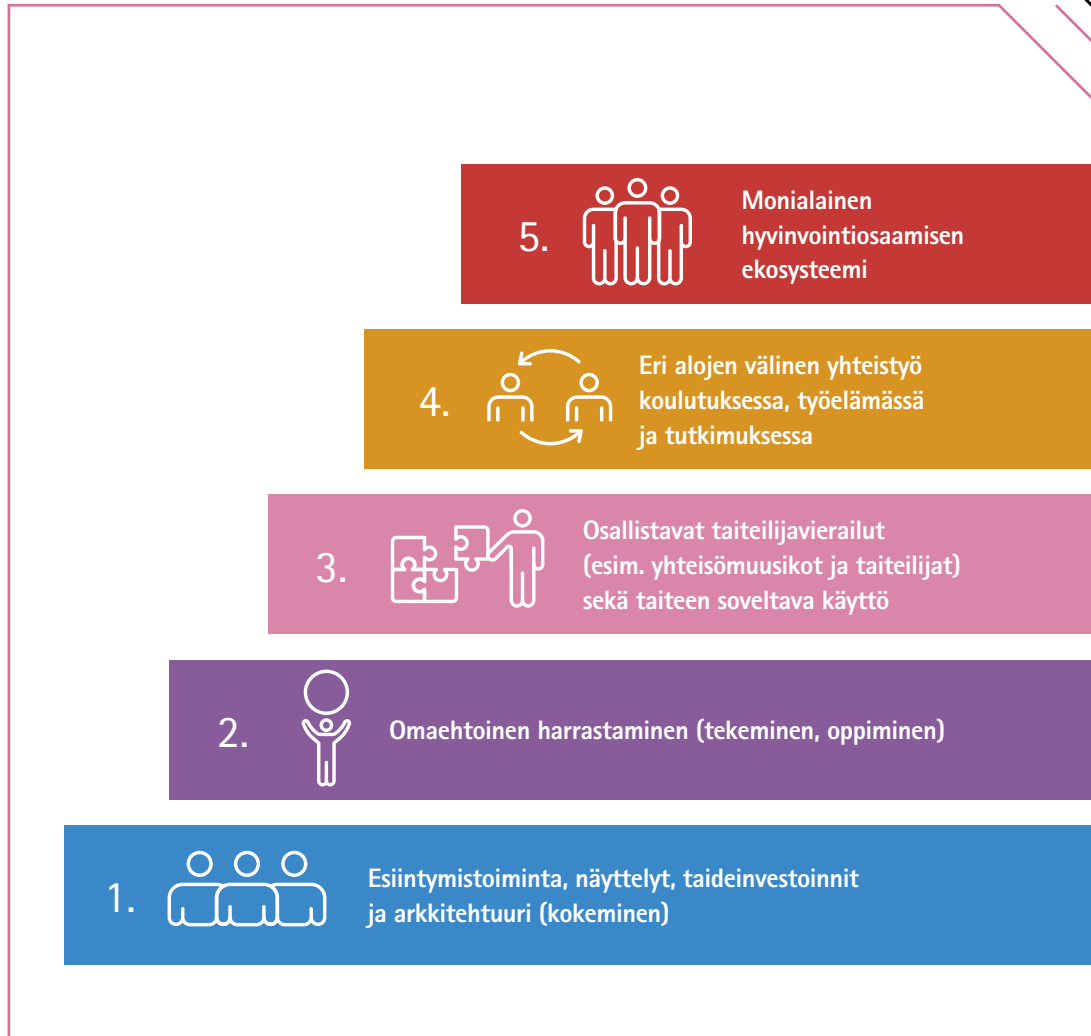 5.
Monialainen
hyvinvointiosaamisen
ekosysteemi
4.
Eri alojen välinen yhteistyö
koulutuksessa, työelämässä
ja tutkimuksessa
3.
Osallistavat taiteilijavierailut
(esim. yhteisömuusikot ja taiteilijat)
sekä taiteen soveltava käyttö
2.
Omaehtoinen harrastaminen (tekeminen, oppiminen)
1.
Esiintymistoiminta, näyttelyt, taideinvestoinnit
ja arkkitehtuuri (kokeminen)